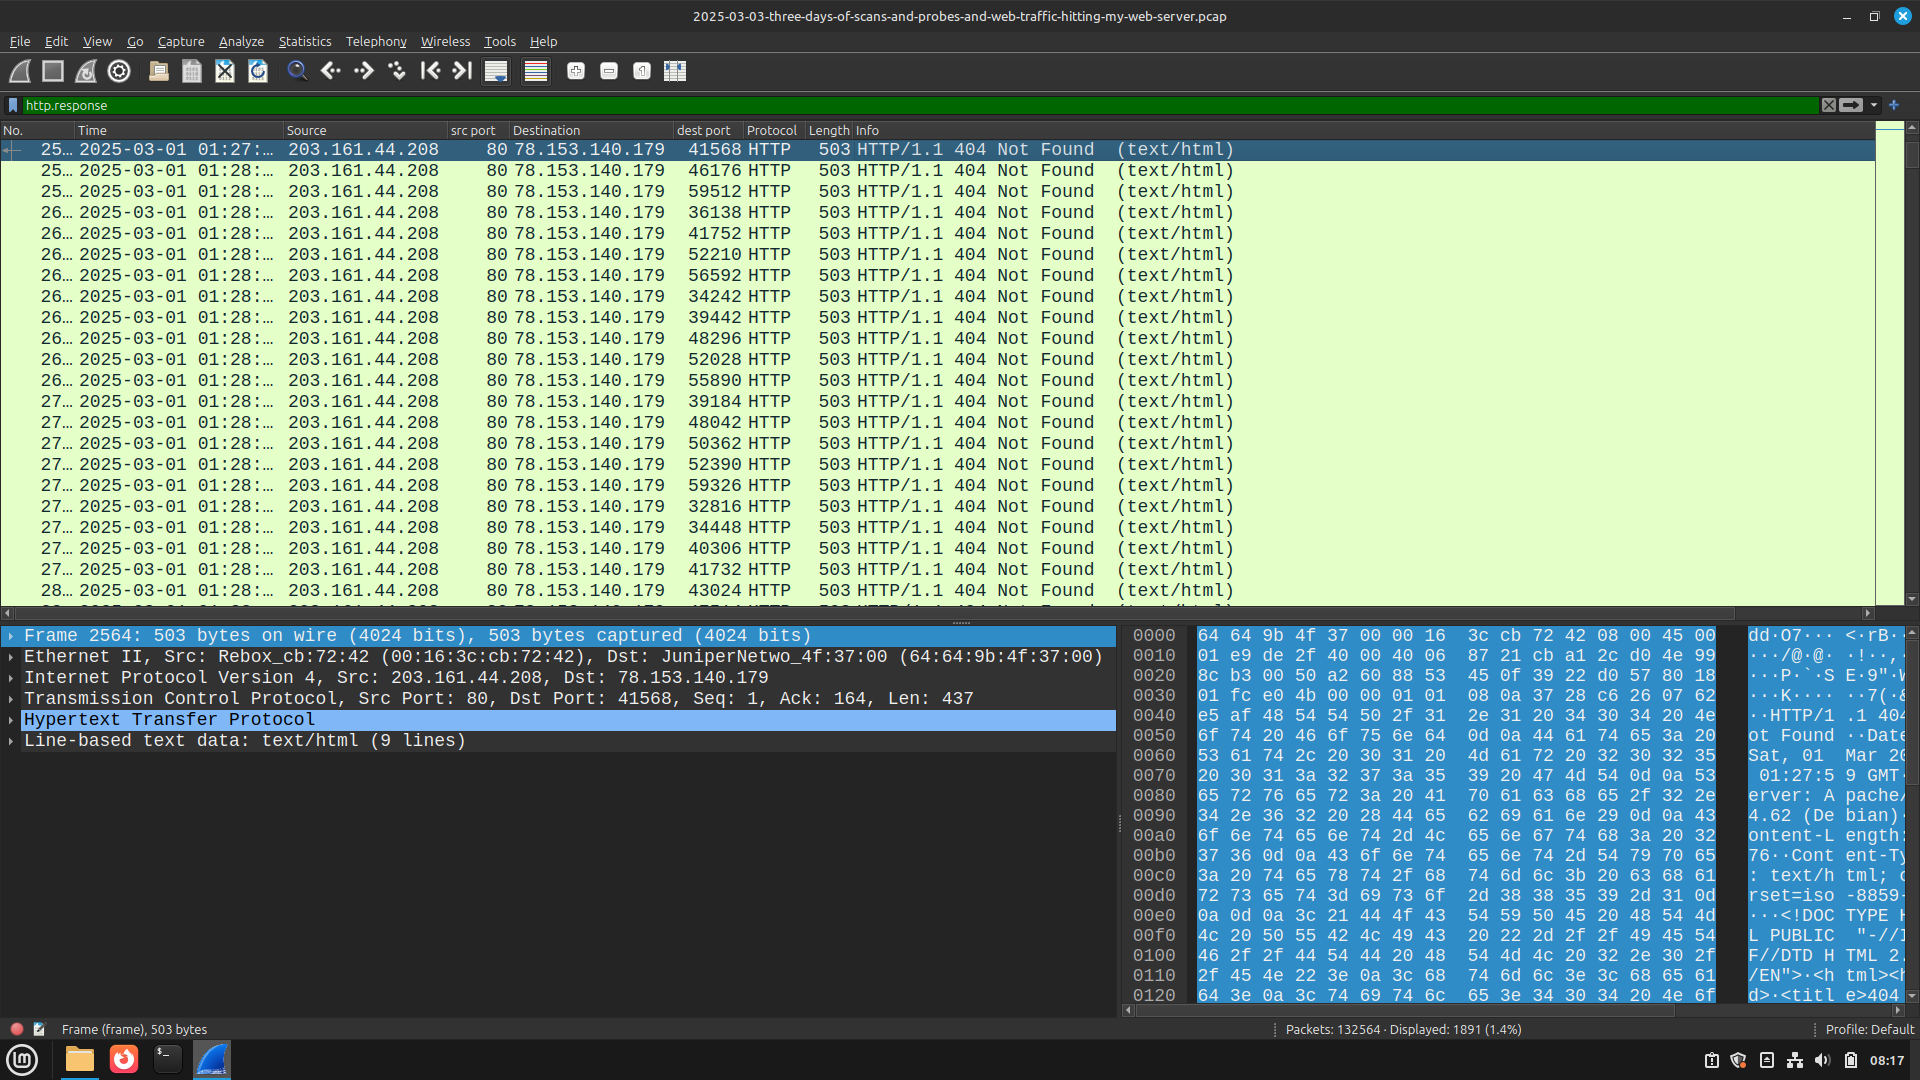 2025-03-03-three-days-of-scans-and-probes-and-web-traffic-hitting-my-web-server.pcap
File Edit View Go Capture Analyze Statistics Telephony Wireless Tools Help
http.response
No. Time Source src port Destination dest port Protocol Length Info
25… 2025-03-01 01:27:… 203.161.44.208 80 78.153.140.179 41568 HTTP 503 HTTP/1.1 404 Not Found (text/html)
25… 2025-03-01 01:28:… 203.161.44.208 80 78.153.140.179 46176 HTTP 503 HTTP/1.1 404 Not Found (text/html)
25… 2025-03-01 01:28:… 203.161.44.208 80 78.153.140.179 59512 HTTP 503 HTTP/1.1 404 Not Found (text/html)
26… 2025-03-01 01:28:… 203.161.44.208 80 78.153.140.179 36138 HTTP 503 HTTP/1.1 404 Not Found (text/html)
26… 2025-03-01 01:28:… 203.161.44.208 80 78.153.140.179 41752 HTTP 503 HTTP/1.1 404 Not Found (text/html)
26… 2025-03-01 01:28:… 203.161.44.208 80 78.153.140.179 52210 HTTP 503 HTTP/1.1 404 Not Found (text/html)
26… 2025-03-01 01:28:… 203.161.44.208 80 78.153.140.179 56592 HTTP 503 HTTP/1.1 404 Not Found (text/html)
26… 2025-03-01 01:28:… 203.161.44.208 80 78.153.140.179 34242 HTTP 503 HTTP/1.1 404 Not Found (text/html)
26… 2025-03-01 01:28:… 203.161.44.208 80 78.153.140.179 39442 HTTP 503 HTTP/1.1 404 Not Found (text/html)
26… 2025-03-01 01:28:… 203.161.44.208 80 78.153.140.179 48296 HTTP 503 HTTP/1.1 404 Not Found (text/html)
26… 2025-03-01 01:28:… 203.161.44.208 80 78.153.140.179 52028 HTTP 503 HTTP/1.1 404 Not Found (text/html)
26… 2025-03-01 01:28:… 203.161.44.208 80 78.153.140.179 55890 HTTP 503 HTTP/1.1 404 Not Found (text/html)
27… 2025-03-01 01:28:… 203.161.44.208 80 78.153.140.179 39184 HTTP 503 HTTP/1.1 404 Not Found (text/html)
27… 2025-03-01 01:28:… 203.161.44.208 80 78.153.140.179 48042 HTTP 503 HTTP/1.1 404 Not Found (text/html)
27… 2025-03-01 01:28:… 203.161.44.208 80 78.153.140.179 50362 HTTP 503 HTTP/1.1 404 Not Found (text/html)
27… 2025-03-01 01:28:… 203.161.44.208 80 78.153.140.179 52390 HTTP 503 HTTP/1.1 404 Not Found (text/html)
27… 2025-03-01 01:28:… 203.161.44.208 80 78.153.140.179 59326 HTTP 503 HTTP/1.1 404 Not Found (text/html)
27… 2025-03-01 01:28:… 203.161.44.208 80 78.153.140.179 32816 HTTP 503 HTTP/1.1 404 Not Found (text/html)
27… 2025-03-01 01:28:… 203.161.44.208 80 78.153.140.179 34448 HTTP 503 HTTP/1.1 404 Not Found (text/html)
27… 2025-03-01 01:28:… 203.161.44.208 80 78.153.140.179 40306 HTTP 503 HTTP/1.1 404 Not Found (text/html)
27… 2025-03-01 01:28:… 203.161.44.208 80 78.153.140.179 41732 HTTP 503 HTTP/1.1 404 Not Found (text/html)
28… 2025-03-01 01:28:… 203.161.44.208 80 78.153.140.179 43024 HTTP 503 HTTP/1.1 404 Not Found (text/html)
Frame 2564: 503 bytes on wire (4024 bits), 503 bytes captured (4024 bits)
Ethernet II, Src: Rebox_cb:72:42 (00:16:3c:cb:72:42), Dst: JuniperNetwo_4f:37:00 (64:64:9b:4f:37:00)
Internet Protocol Version 4, Src: 203.161.44.208, Dst: 78.153.140.179
Transmission Control Protocol, Src Port: 80, Dst Port: 41568, Seq: 1, Ack: 164, Len: 437
Hypertext Transfer Protocol
Line-based text data: text/html (9 lines)
0000 64 64 9b 4f 37 00 00 16 3c cb 72 42 08 00 45 00 dd·O7··· <·rB··
0010 01 e9 de 2f 40 00 40 06 87 21 cb a1 2c d0 4e 99 ···/@·@· ·!··,·
0020 8c b3 00 50 a2 60 88 53 45 0f 39 22 d0 57 80 18 ···P·`·S E·9"·W
0030 01 fc e0 4b 00 00 01 01 08 0a 37 28 c6 26 07 62 ···K···· ··7(·&
0040 e5 af 48 54 54 50 2f 31 2e 31 20 34 30 34 20 4e ··HTTP/1 .1 404
0050 6f 74 20 46 6f 75 6e 64 0d 0a 44 61 74 65 3a 20 ot Found ··Date
0060 53 61 74 2c 20 30 31 20 4d 61 72 20 32 30 32 35 Sat, 01 Mar 20
0070 20 30 31 3a 32 37 3a 35 39 20 47 4d 54 0d 0a 53 01:27:5 9 GMT·
0080 65 72 76 65 72 3a 20 41 70 61 63 68 65 2f 32 2e erver: A pache/
0090 34 2e 36 32 20 28 44 65 62 69 61 6e 29 0d 0a 43 4.62 (De bian)·
00a0 6f 6e 74 65 6e 74 2d 4c 65 6e 67 74 68 3a 20 32 ontent-L ength:
00b0 37 36 0d 0a 43 6f 6e 74 65 6e 74 2d 54 79 70 65 76··Cont ent-Ty
00c0 3a 20 74 65 78 74 2f 68 74 6d 6c 3b 20 63 68 61 : text/h tml; c
00d0 72 73 65 74 3d 69 73 6f 2d 38 38 35 39 2d 31 0d rset=iso -8859-
00e0 0a 0d 0a 3c 21 44 4f 43 54 59 50 45 20 48 54 4d ···<!DOC TYPE H
00f0 4c 20 50 55 42 4c 49 43 20 22 2d 2f 2f 49 45 54 L PUBLIC "-//I
0100 46 2f 2f 44 54 44 20 48 54 4d 4c 20 32 2e 30 2f F//DTD H TML 2.
0110 2f 45 4e 22 3e 0a 3c 68 74 6d 6c 3e 3c 68 65 61 /EN">·<h tml><h
0120 64 3e 0a 3c 74 69 74 6c 65 3e 34 30 34 20 4e 6f d>·<titl e>404
Frame (frame), 503 bytes
Packets: 132564 · Displayed: 1891 (1.4%)
Profile: Default
08:17